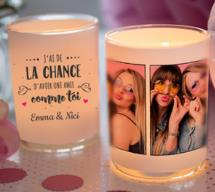 J'AI DE
LA CHANCE
D'AVOIR UNE AMIE
comme toi
Emma & Nici